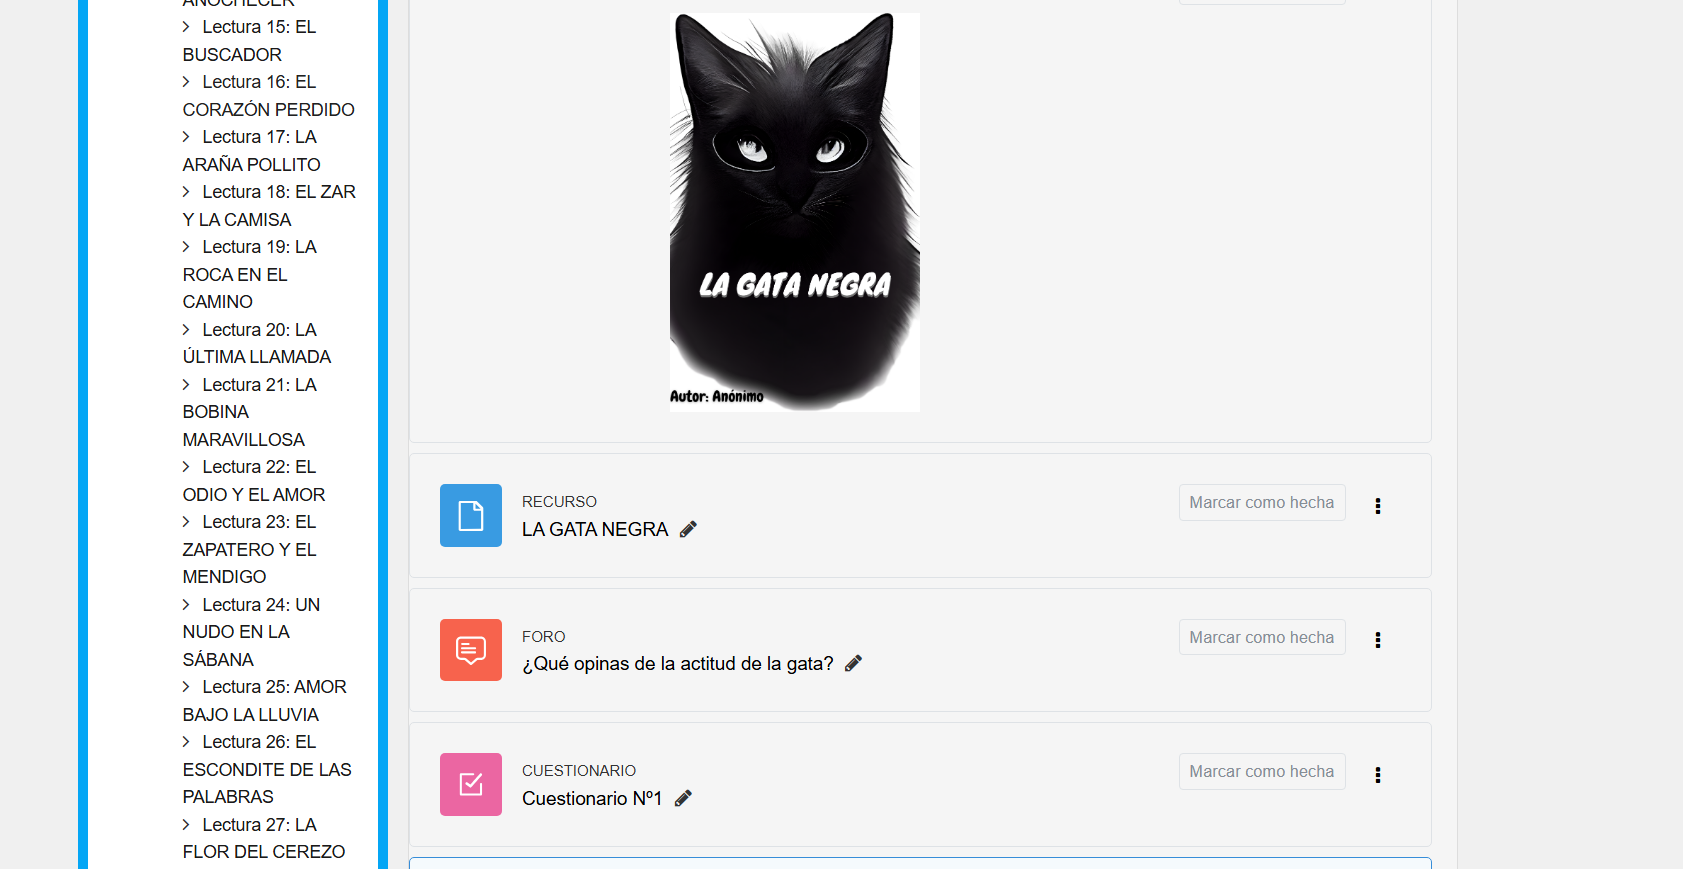 ANOCHECER
Lectura 15: EL
BUSCADOR
Lectura 16: EL
CORAZÓN PERDIDO
Lectura 17: LA
ARAÑA POLLITO
Lectura 18: EL ZAR
Y LA CAMISA
Lectura 19: LA
ROCA EN EL
CAMINO
Lectura 20: LA
ÚLTIMA LLAMADA
Lectura 21: LA
BOBINA
MARAVILLOSA
Lectura 22: EL
ODIO Y EL AMOR
Lectura 23: EL
ZAPATERO Y EL
MENDIGO
Lectura 24: UN
NUDO EN LA
SÁBANA
Lectura 25: AMOR
BAJO LA LLUVIA
Lectura 26: EL
ESCONDITE DE LAS
PALABRAS
Lectura 27: LA
FLOR DEL CEREZO
LA GATA NEGRA
Autor: Anónimo
RECURSO
LA GATA NEGRA
Marcar como hecha
FORO
¿Qué opinas de la actitud de la gata?
Marcar como hecha
CUESTIONARIO
Cuestionario Nº1
Marcar como hecha